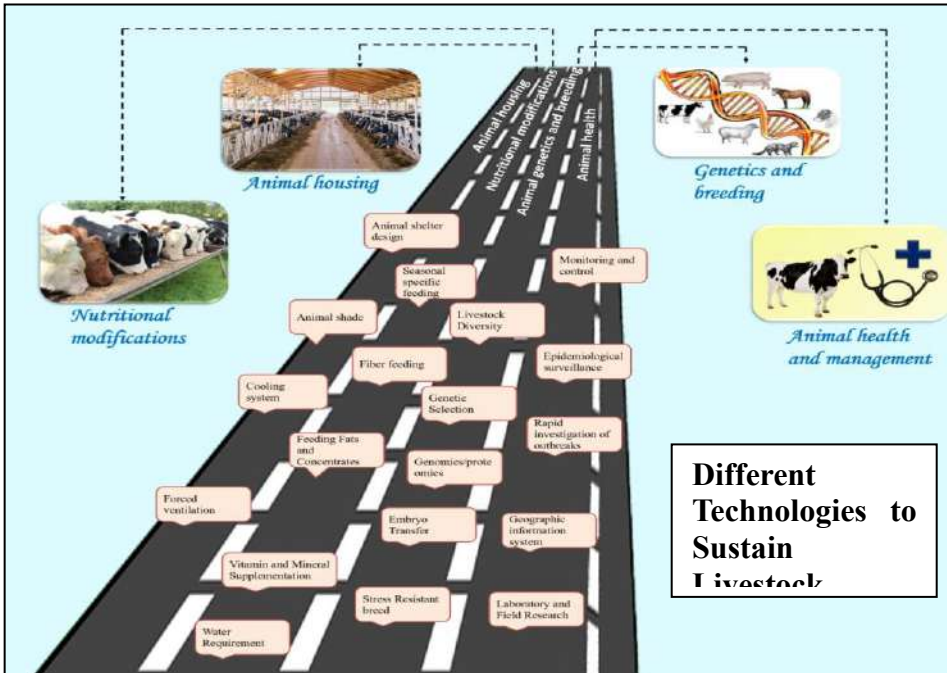 Animal housing
Nutritional modifications
Animal genetics and breeding
Animal health
Animal housing
Genetics and
breeding
Nutritional
modifications
Animal health
and management
Animal shelter
design
Seasonal
specific
feeding
Monitoring and
control
Animal shade
Livestock
Diversity
Fiber feeding
Epidemiological
surveillance
Cooling
system
Genetic
Selection
Rapid
investigation of
outbreaks
Feeding Fats
and
Concentrates
Genomics/prote
omics
Forced
ventilation
Embryo
Transfer
Geographic
information
system
Vitamin and Mineral
Supplementation
Stress Resistant
breed
Laboratory and
Field Research
Water
Requirement
Different
Technologies to
Sustain
Livestock